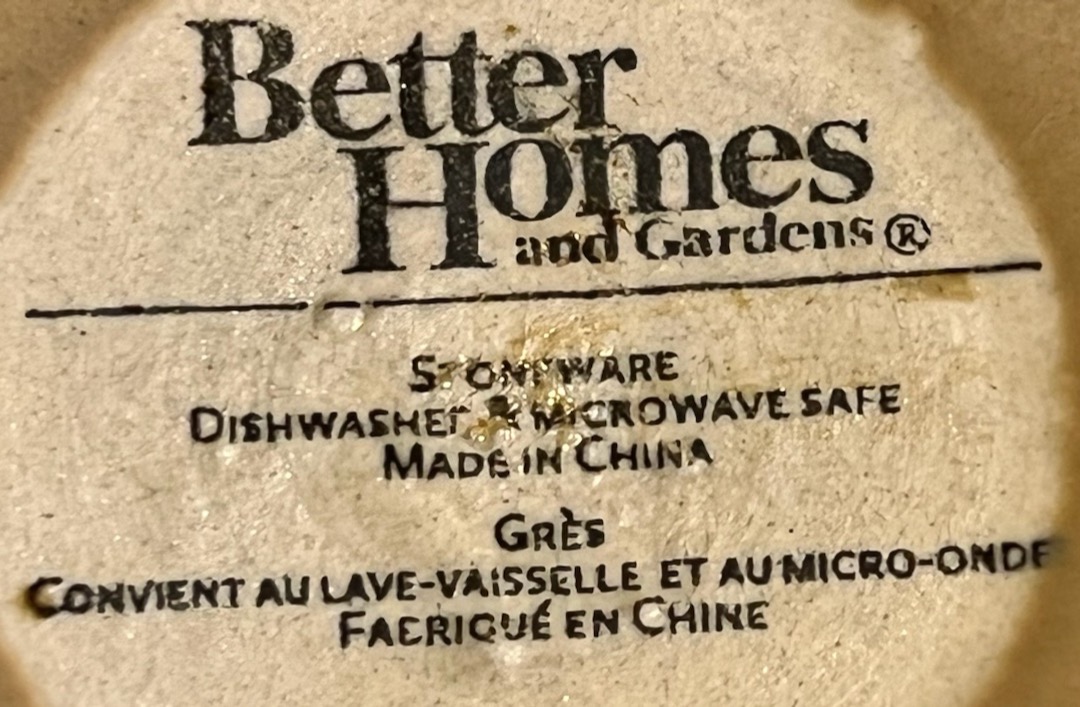 Better
Homes
and Gardens®
STONEWARE
DISHWASHER & MICROWAVE SAFE
MADE IN CHINA
GRÈS
CONVIENT AU LAVE-VAISSELLE ET AU MICRO-ONDE
FABRIQUÉ EN CHINE